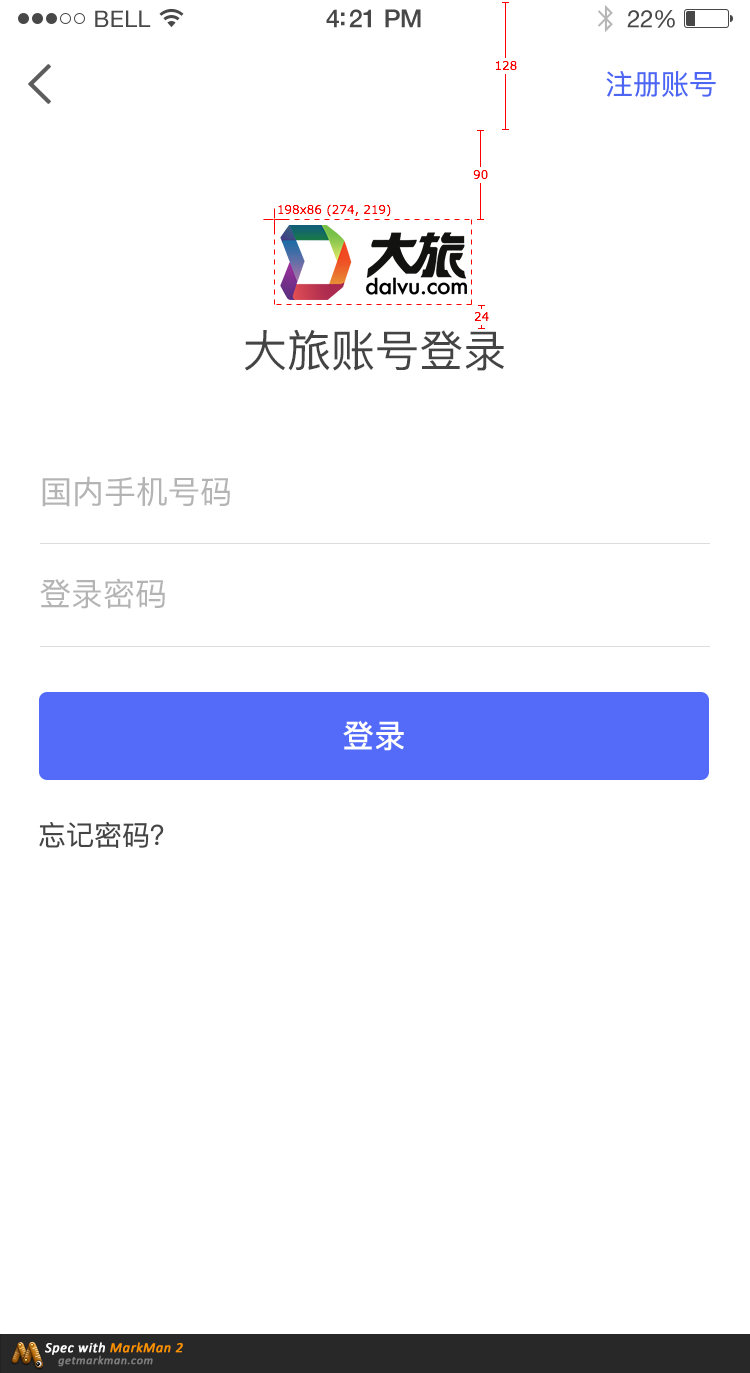 BELL 4:21 PM 22%
128
注册账号
90
198x86 (274, 219)
大旅
dalvu.com
24
大旅账号登录
国内手机号码
登录密码
登录
忘记密码?
Spec with MarkMan 2
getmarkman.com